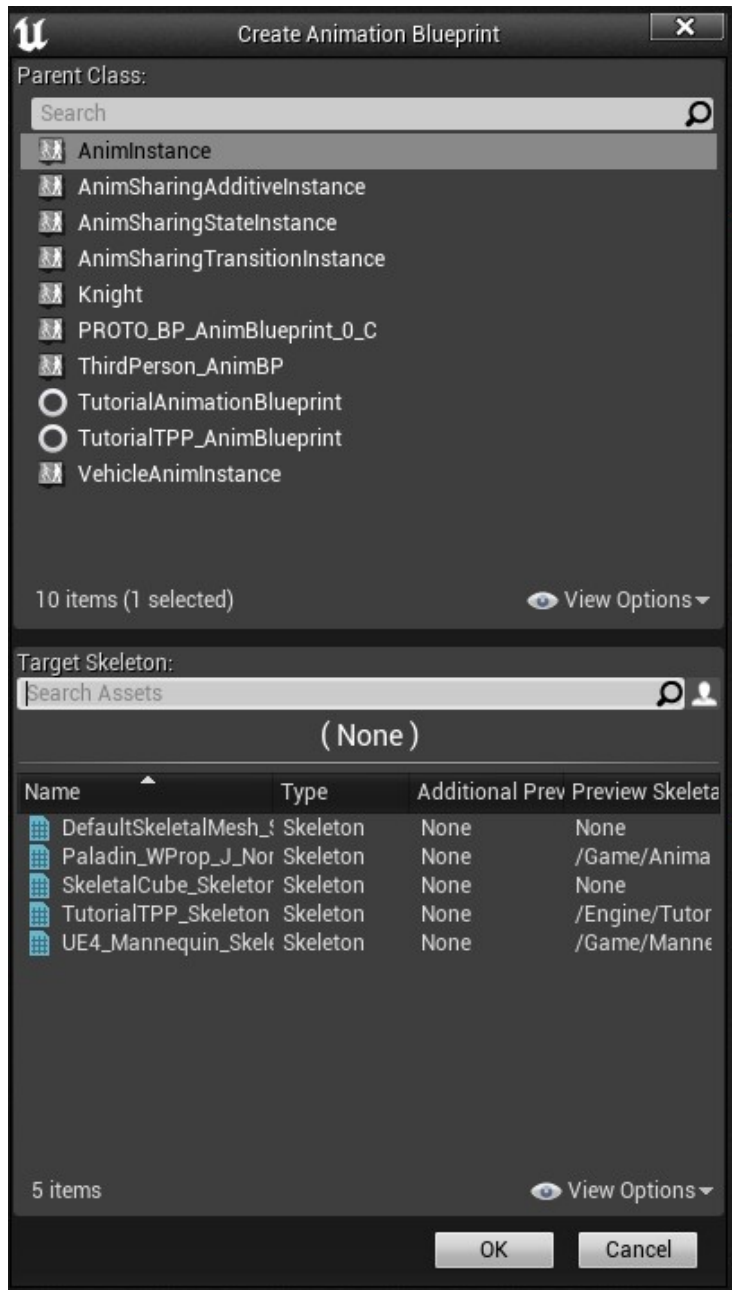 Create Animation Blueprint
Parent Class:
Search
AnimInstance
AnimSharingAdditiveInstance
AnimSharingStateInstance
AnimSharingTransitionInstance
Knight
PROTO_BP_AnimBlueprint_0_C
ThirdPerson_AnimBP
TutorialAnimationBlueprint
TutorialTPP_AnimBlueprint
VehicleAnimInstance
10 items (1 selected) View Options
Target Skeleton:
Search Assets
(None)
Name Type Additional Prev Preview Skeleta
DefaultSkeletalMesh_S Skeleton None None
Paladin_WProp_J_Nor Skeleton None /Game/Anima
SkeletalCube_Skeletor Skeleton None None
TutorialTPP_Skeleton Skeleton None /Engine/Tutor
UE4_Mannequin_Skele Skeleton None /Game/Manne
5 items View Options
OK Cancel